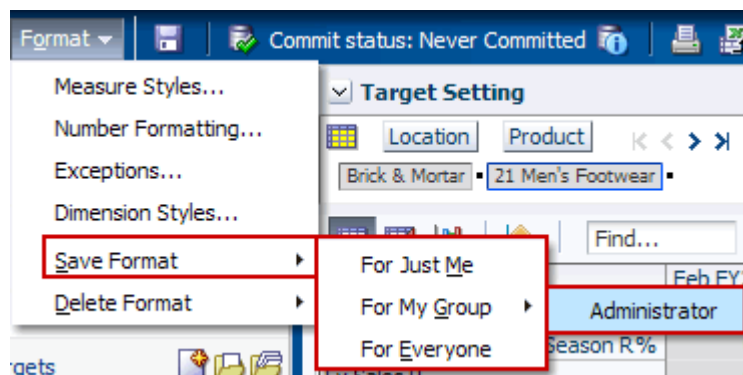 Format
Commit status: Never Committed
Measure Styles...
Number Formatting...
Exceptions...
Dimension Styles...
Save Format
Delete Format
Target Setting
Location Product
Brick & Mortar 21 Men's Footwear
Find...
For Just Me
For My Group
For Everyone
Feb FY
Administrator
Season R%
rgets